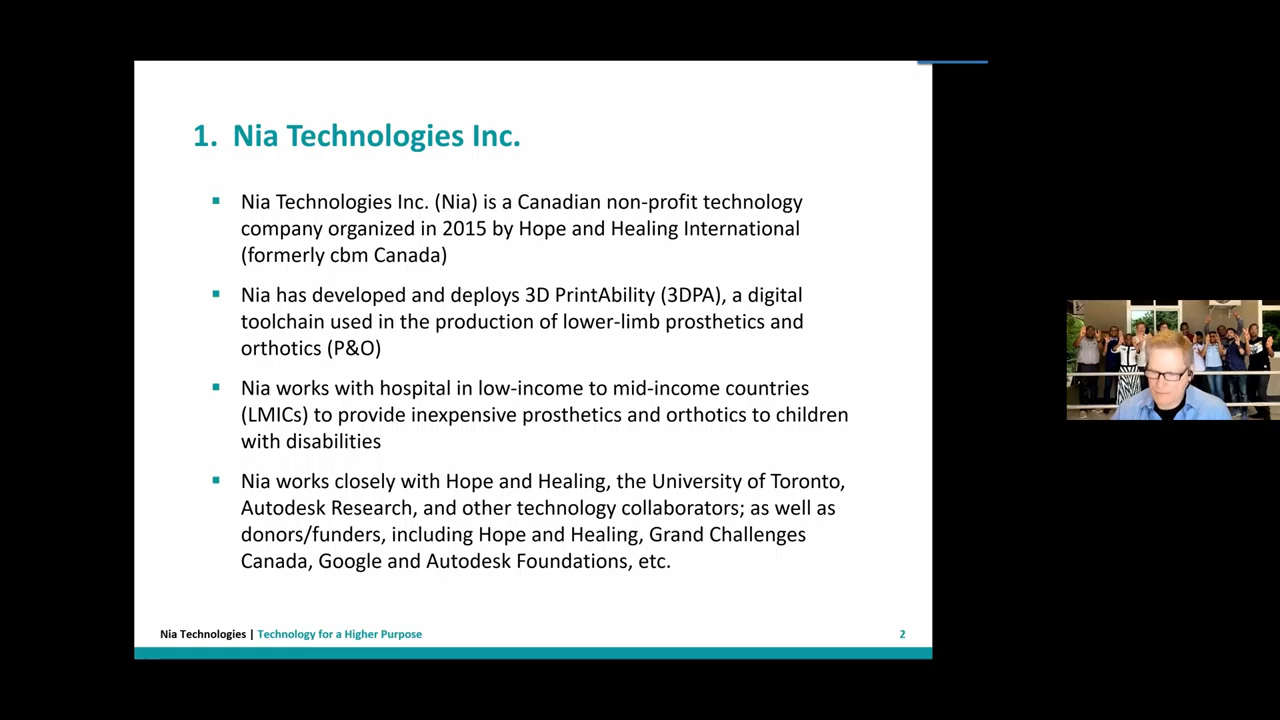 1. Nia Technologies Inc.
Nia Technologies Inc. (Nia) is a Canadian non-profit technology
company organized in 2015 by Hope and Healing International
(formerly cbm Canada)
Nia has developed and deploys 3D PrintAbility (3DPA), a digital
toolchain used in the production of lower-limb prosthetics and
orthotics (P&O)
Nia works with hospital in low-income to mid-income countries
(LMICs) to provide inexpensive prosthetics and orthotics to children
with disabilities
Nia works closely with Hope and Healing, the University of Toronto,
Autodesk Research, and other technology collaborators; as well as
donors/funders, including Hope and Healing, Grand Challenges
Canada, Google and Autodesk Foundations, etc.
Nia Technologies | Technology for a Higher Purpose
2